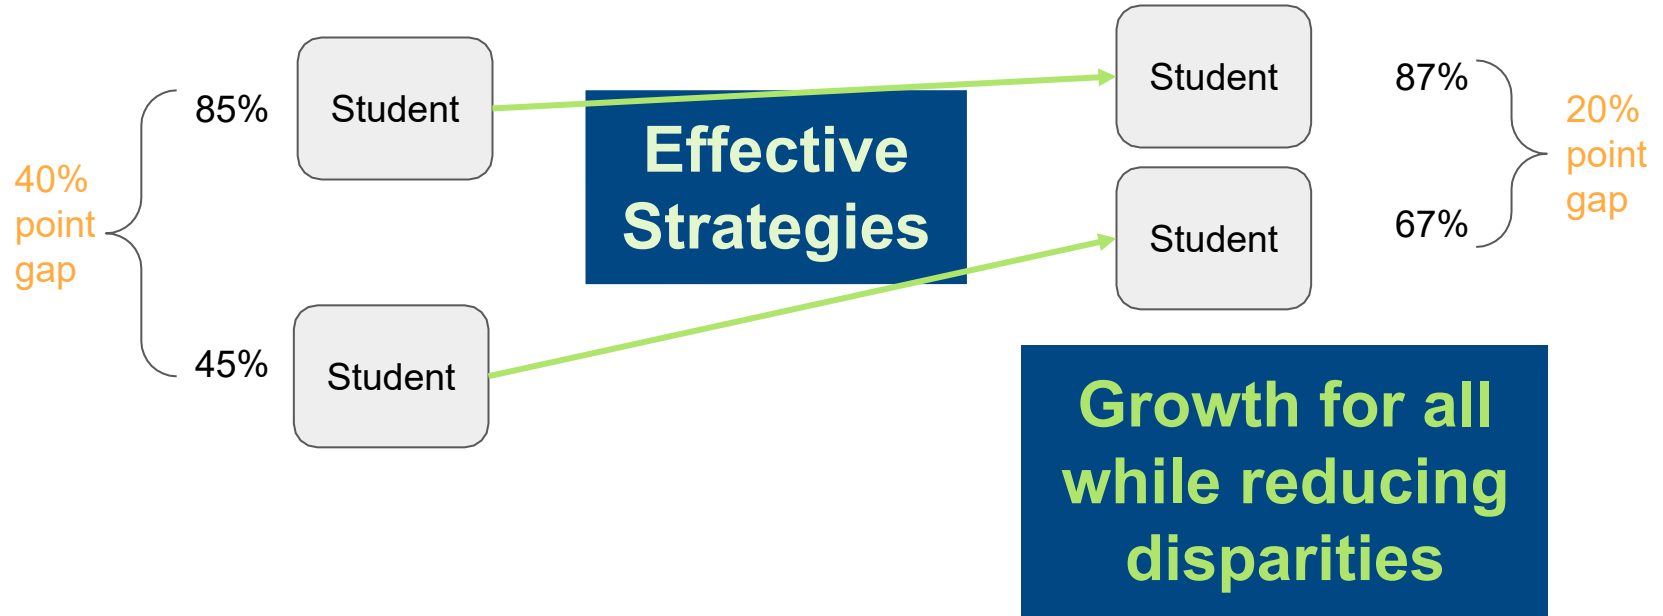 40%
point
gap
85%
Student
45%
Student
Effective
Strategies
Student
87%
Student
67%
20%
point
gap
Growth for all
while reducing
disparities